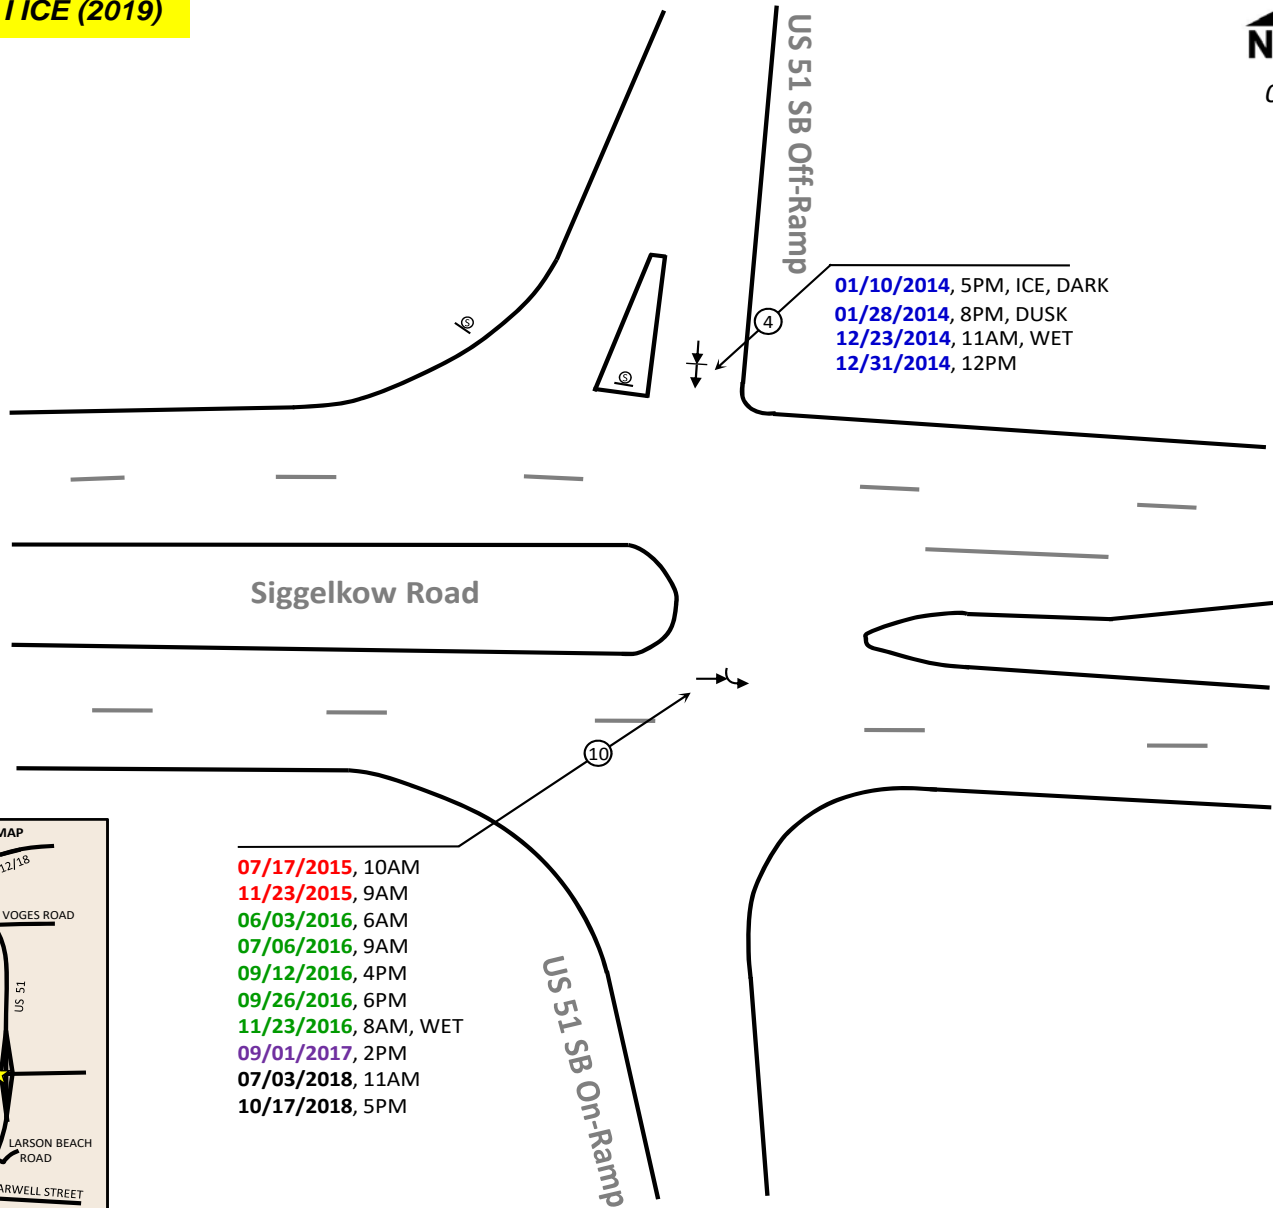 ICE (2019)
N
US 51 SB Off-Ramp
4
01/10/2014, 5PM, ICE, DARK
01/28/2014, 8PM, DUSK
12/23/2014, 11AM, WET
12/31/2014, 12PM
S
S
Siggelkow Road
10
07/17/2015, 10AM
11/23/2015, 9AM
06/03/2016, 6AM
07/06/2016, 9AM
09/12/2016, 4PM
09/26/2016, 6PM
11/23/2016, 8AM, WET
09/01/2017, 2PM
07/03/2018, 11AM
10/17/2018, 5PM
US 51 SB On-Ramp
MAP
12/18
VOGES ROAD
US 51
LARSON BEACH
ROAD
ARWELL STREET